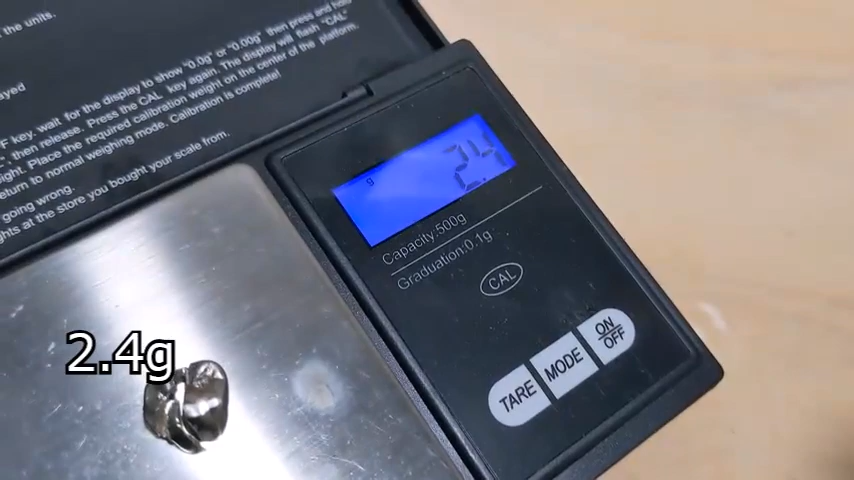 t the units.
to show "0.0g" or "0.00g" then press and hold
F key. wait for the display
, then release. Press the CAL key again. The display will flash "CAL"
ight. Place the required calibration weight on the center of the platform.
eturn to normal weighing mode. Calibration is complete.
going wrong.
ghts at the store you bought your scale from.
ayed
g 2.4
Capacity:500g
Graduation:0.1g
CAL
TARE
MODE
ON
OFF
2.4g